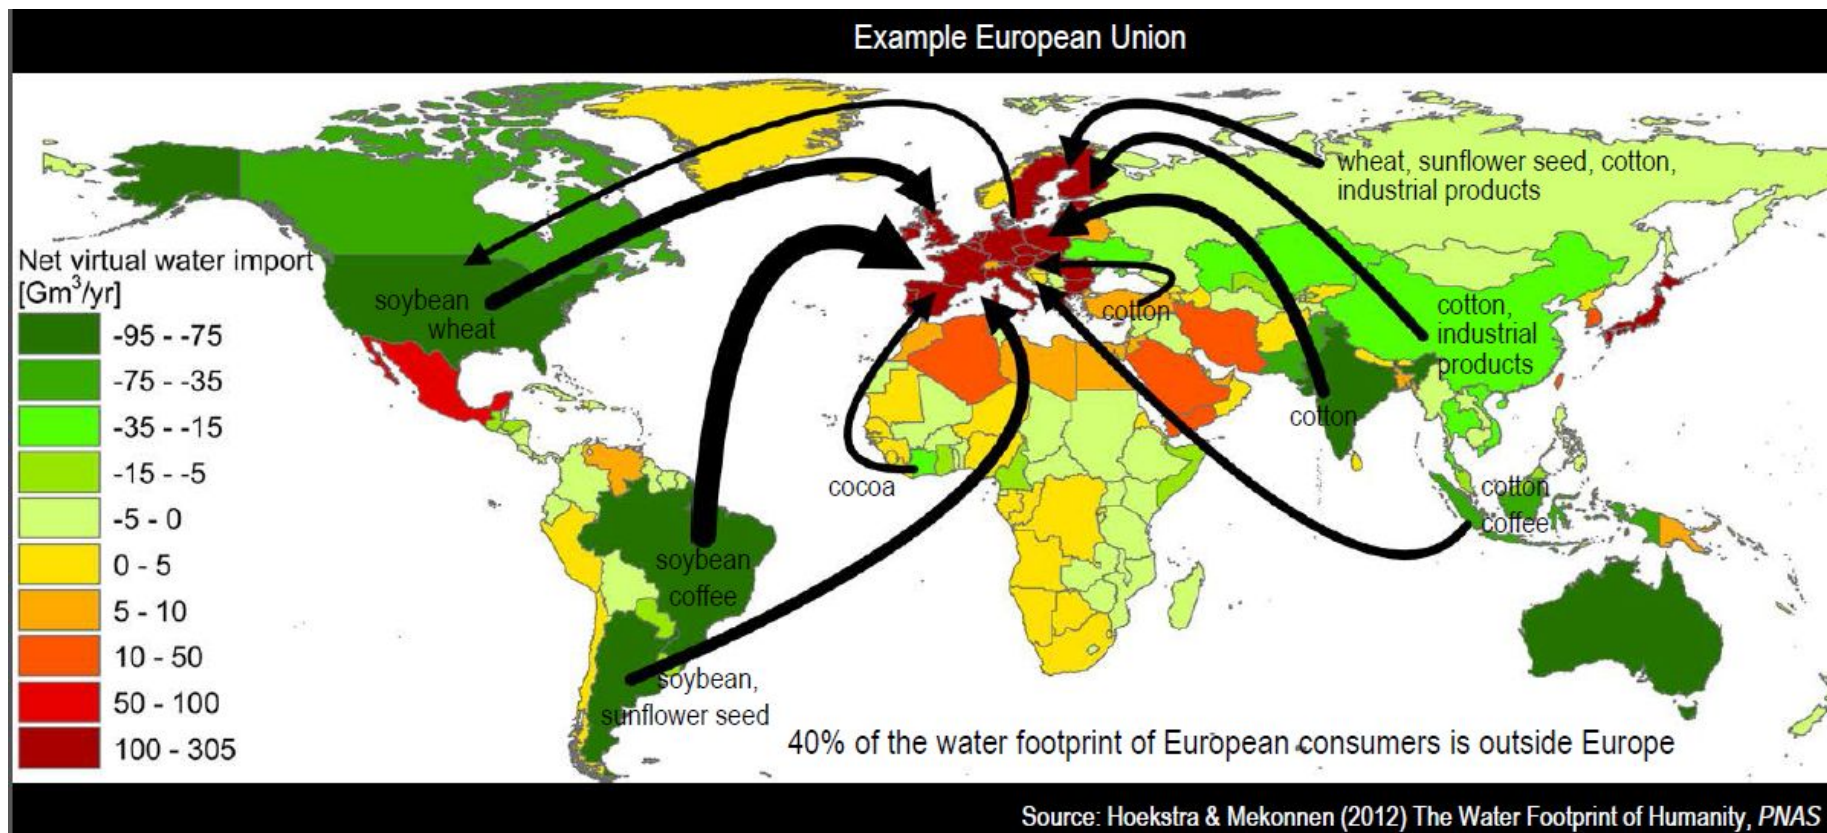 Example European Union
wheat, sunflower seed, cotton,
industrial products
Net virtual water import
[Gm³/yr]
-95 - -75
-75 - -35
-35 - -15
-15 - -5
-5 - 0
0 - 5
5 - 10
10 - 50
50 - 100
100 - 305
soybean
wheat
cotton
cotton,
industrial
products
cotton
cocoa
cotton
coffee
soybean
coffee
soybean,
sunflower seed
40% of the water footprint of European consumers is outside Europe
Source: Hoekstra & Mekonnen (2012) The Water Footprint of Humanity, PNAS